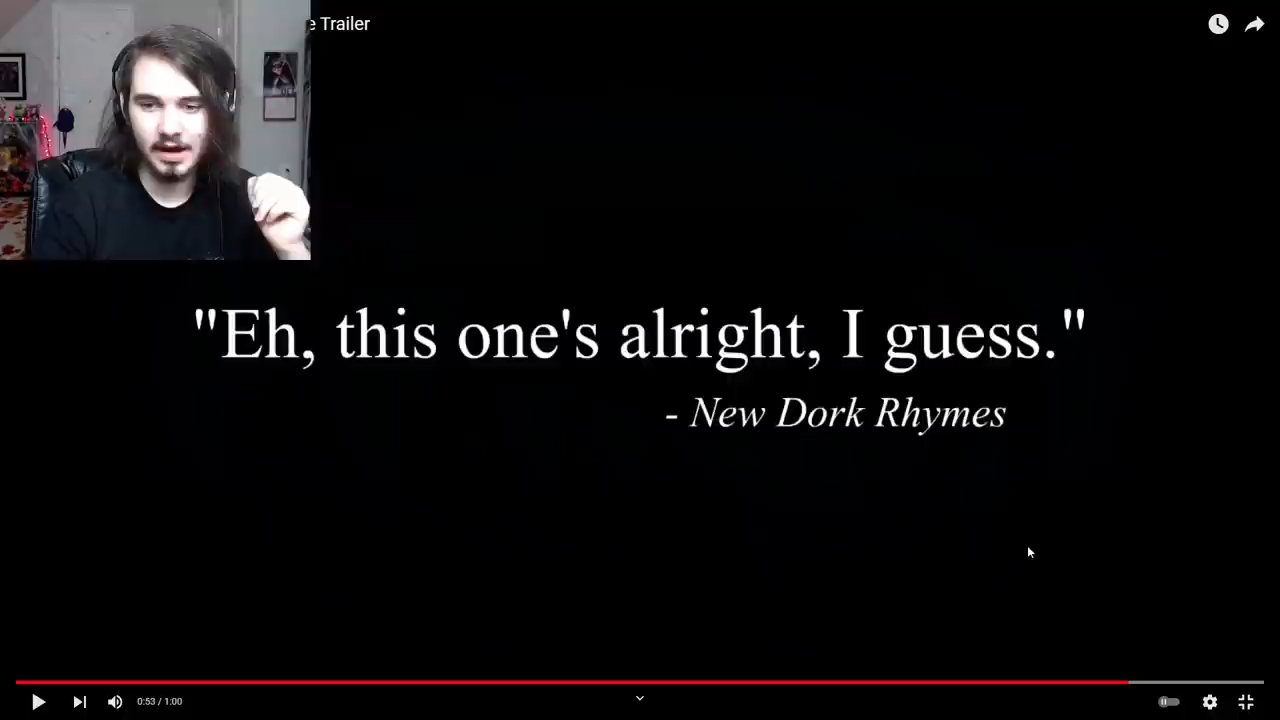 e Trailer
"Eh, this one's alright, I guess."
- New Dork Rhymes
0:53 / 1:00